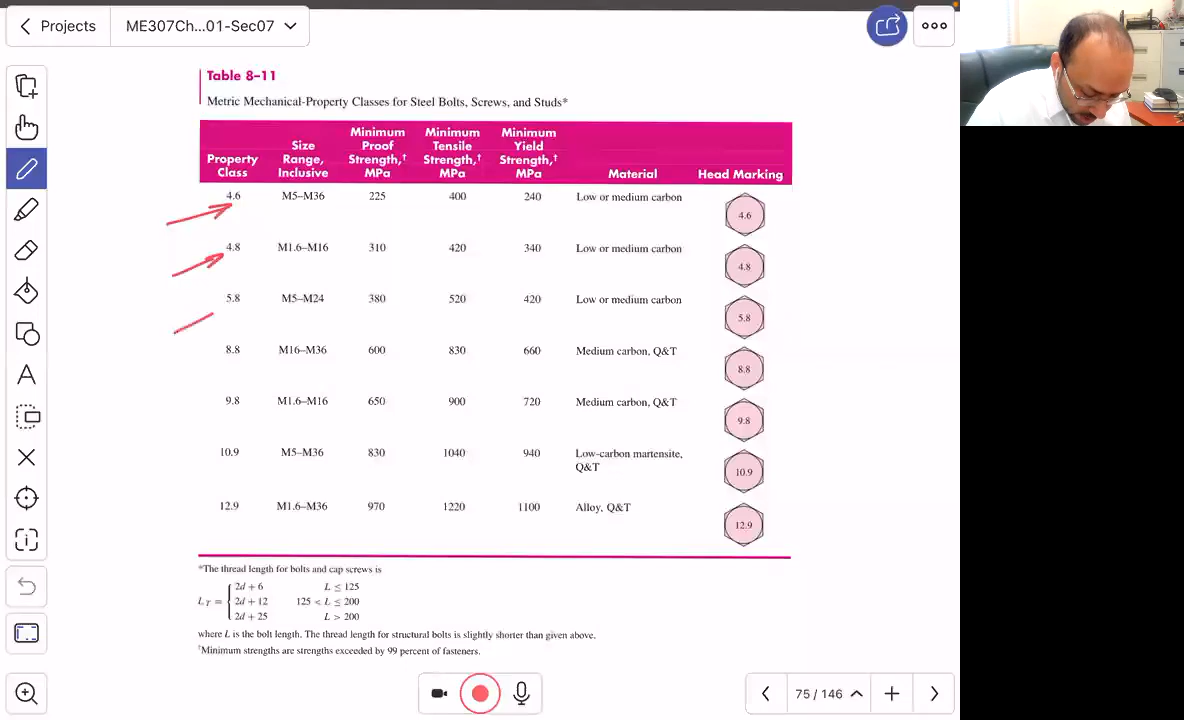 Projects
ME307Ch...01-Sec07
Table 8–11
Metric Mechanical-Property Classes for Steel Bolts, Screws, and Studs*
Property Class Size Range, Inclusive Minimum Proof Strength,† MPa Minimum Tensile Strength,† MPa Minimum Yield Strength,† MPa Material Head Marking
4.6 M5–M36 225 400 240 Low or medium carbon 4.6
4.8 M1.6–M16 310 420 340 Low or medium carbon 4.8
5.8 M5–M24 380 520 420 Low or medium carbon 5.8
8.8 M16–M36 600 830 660 Medium carbon, Q&T 8.8
9.8 M1.6–M16 650 900 720 Medium carbon, Q&T 9.8
10.9 M5–M36 830 1040 940 Low-carbon martensite, Q&T 10.9
12.9 M1.6–M36 970 1220 1100 Alloy, Q&T 12.9
*The thread length for bolts and cap screws is
2d + 6 L ≤ 125
L_T = 2d + 12 125 < L ≤ 200
2d + 25 L > 200
where L is the bolt length. The thread length for structural bolts is slightly shorter than given above.
†Minimum strengths are strengths exceeded by 99 percent of fasteners.
75 / 146